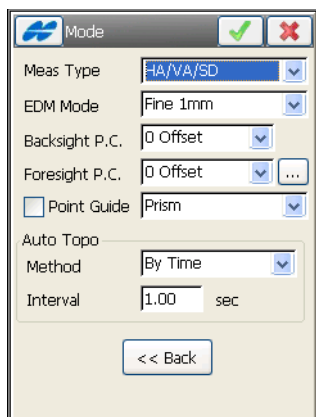 Mode
Meas Type HA/VA/SD
EDM Mode Fine 1mm
Backsight P.C. 0 Offset
Foresight P.C. 0 Offset ...
Point Guide Prism
Auto Topo
Method By Time
Interval 1.00 sec
<< Back